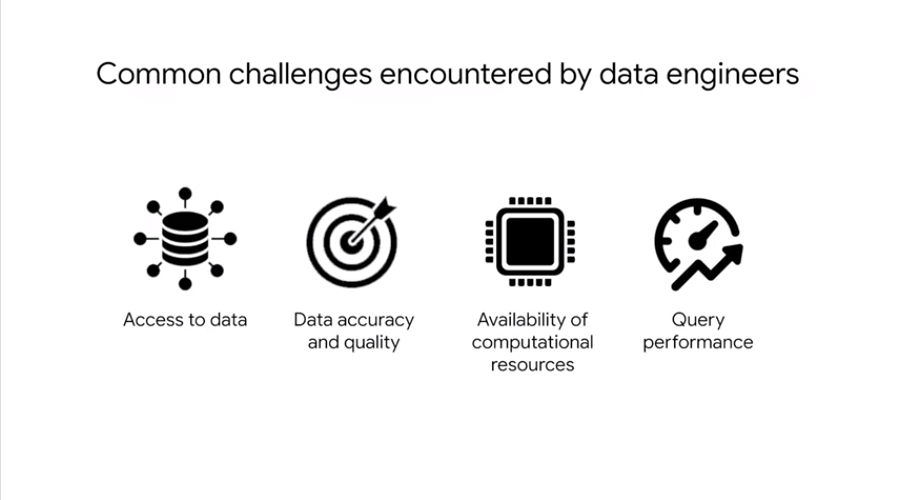 Common challenges encountered by data engineers
Access to data
Data accuracy
and quality
Availability of
computational
resources
Query
performance